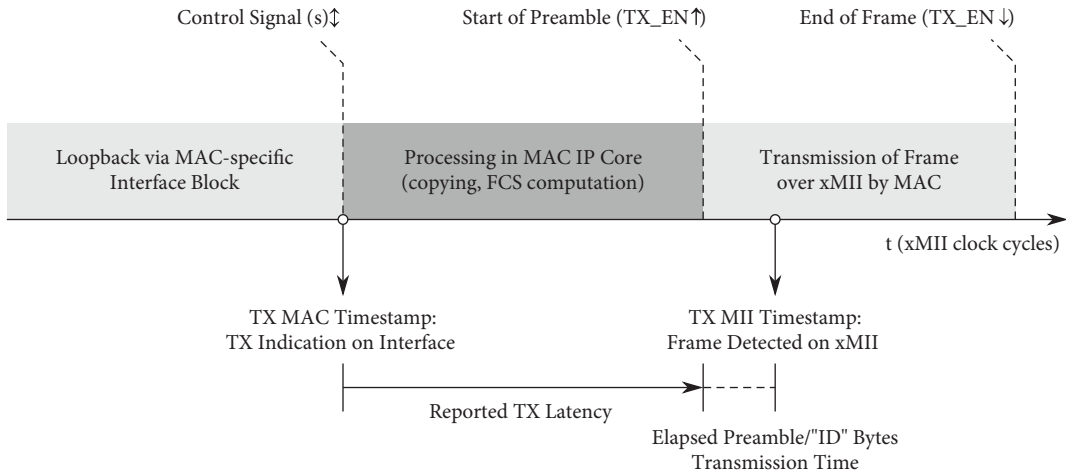 Control Signal (s)↕
Start of Preamble (TX_EN↑)
End of Frame (TX_EN↓)
Loopback via MAC-specific
Interface Block
Processing in MAC IP Core
(copying, FCS computation)
Transmission of Frame
over xMII by MAC
t (xMII clock cycles)
TX MAC Timestamp:
TX Indication on Interface
TX MII Timestamp:
Frame Detected on xMII
Reported TX Latency
Elapsed Preamble/"ID" Bytes
Transmission Time